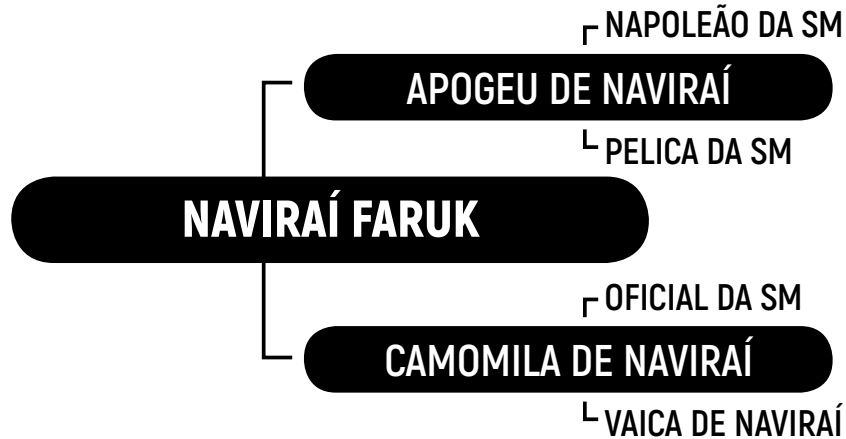 NAPOLEÃO DA SM
APOGEU DE NAVIRAÍ
PELICA DA SM
NAVIRAÍ FARUK
OFICIAL DA SM
CAMOMILA DE NAVIRAÍ
VAICA DE NAVIRAÍ